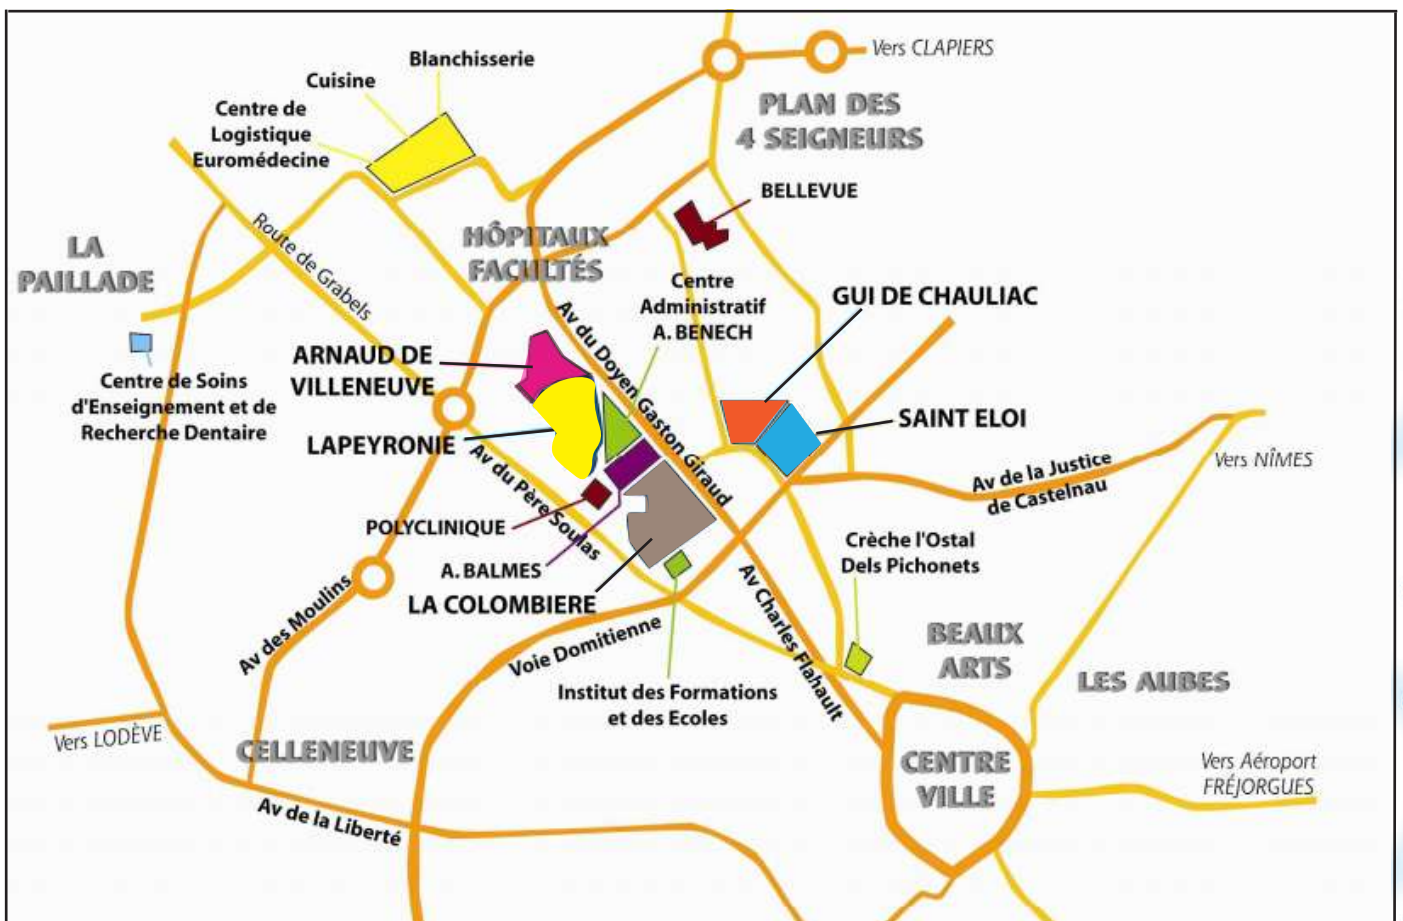 Vers CLAPIERS
Blanchisserie
Cuisine
Centre de
Logistique
Euromédecine
PLAN DES
4 SEIGNEURS
BELLEVUE
Route de Grabels
LA
PAILLADE
HÔPITAUX
FACULTÉS
Centre
Administratif
A. BENECH
GUI DE CHAULIAC
Av du Doyen Gaston Giraud
ARNAUD DE
VILLENEUVE
Centre de Soins
d'Enseignement et de
Recherche Dentaire
LAPEYRONIE
SAINT ELOI
Av du Père Soulas
Av de la Justice
de Castelnau
Vers NÎMES
POLYCLINIQUE
A. BALMES
LA COLOMBIERE
Crèche l'Ostal
Dels Pichonets
Av des Moulins
Voie Domitienne
Av Charles Flahault
BEAUX
ARTS
LES AUBES
Institut des Formations
et des Ecoles
Vers LODÈVE
CELLENEUVE
CENTRE
VILLE
Vers Aéroport
FRÉJORGUES
Av de la Liberté